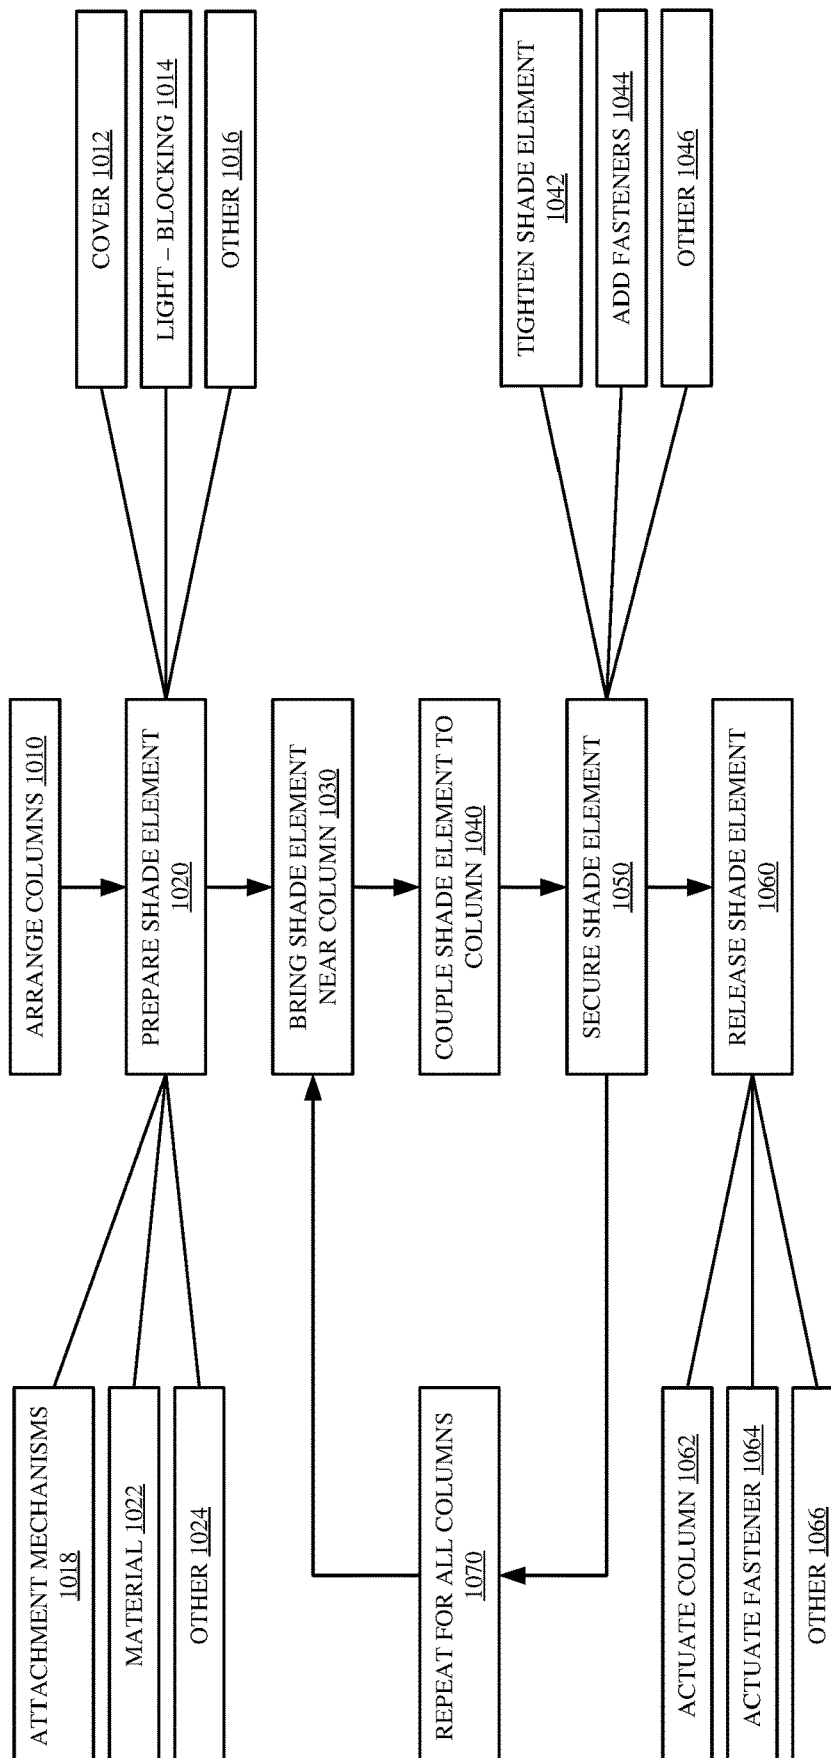 ARRANGE COLUMNS 1010
PREPARE SHADE ELEMENT
1020
BRING SHADE ELEMENT
NEAR COLUMN 1030
COUPLE SHADE ELEMENT TO
COLUMN 1040
SECURE SHADE ELEMENT
1050
RELEASE SHADE ELEMENT
1060
ATTACHMENT MECHANISMS
1018
MATERIAL 1022
OTHER 1024
COVER 1012
LIGHT – BLOCKING 1014
OTHER 1016
REPEAT FOR ALL COLUMNS
1070
TIGHTEN SHADE ELEMENT
1042
ADD FASTENERS 1044
OTHER 1046
ACTUATE COLUMN 1062
ACTUATE FASTENER 1064
OTHER 1066